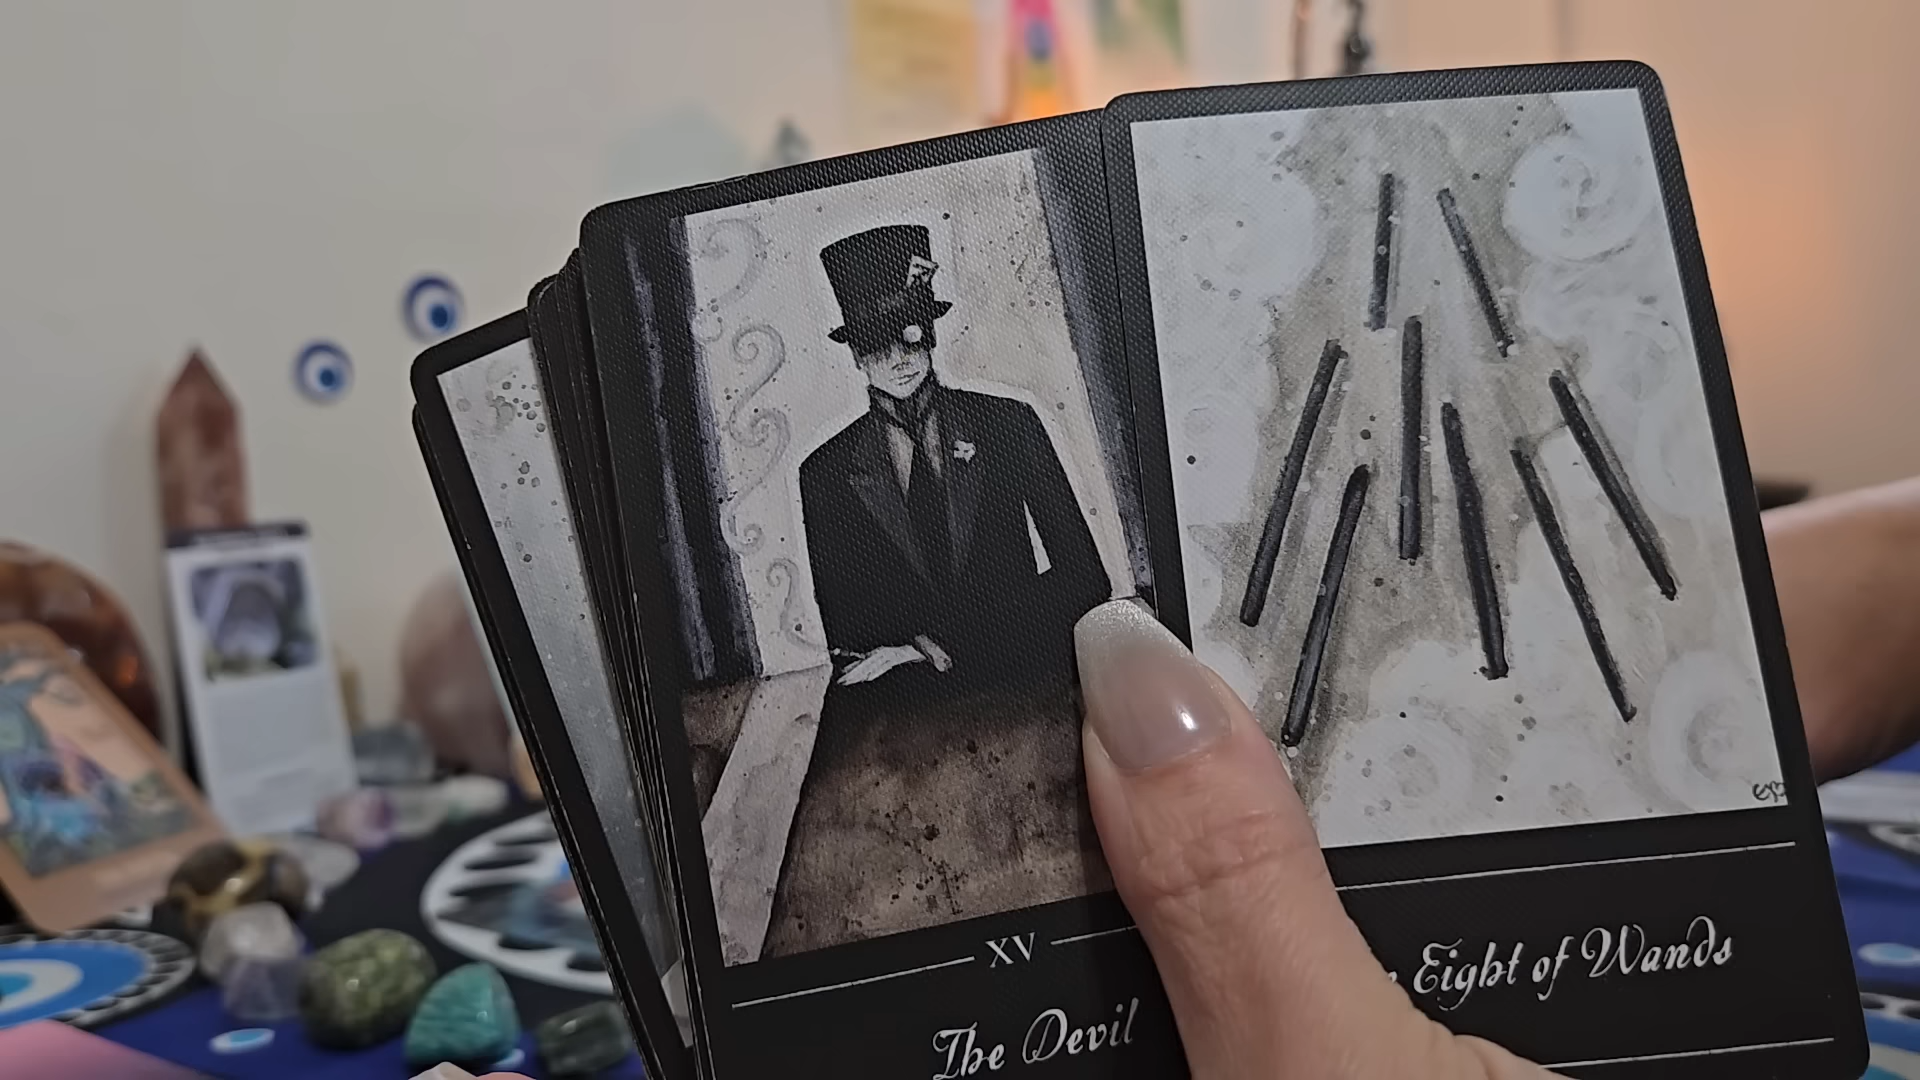 XV
The Devil
Eight of Wands